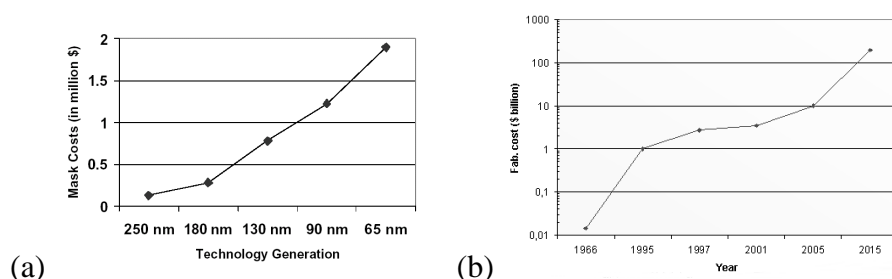 Mask Costs (in million $)
2
1.5
1
0.5
0
250 nm 180 nm 130 nm 90 nm 65 nm
Technology Generation
(a)
Fab. cost ($ billion)
1000
100
10
1
0,1
0,01
1966 1995 1997 2001 2005 2015
Year
(b)